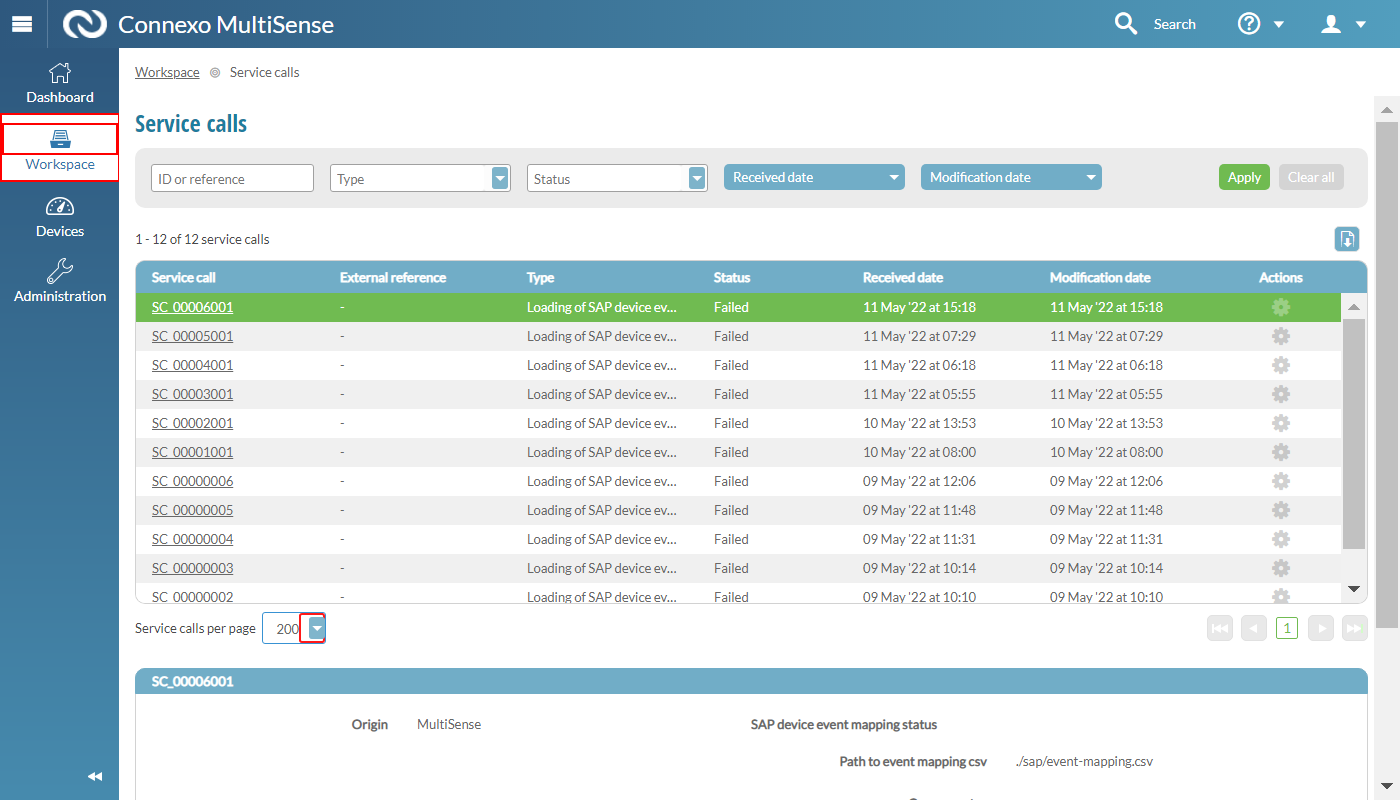 Connexo MultiSense
Search
Dashboard
Workspace
Devices
Administration
Workspace Service calls
Service calls
ID or reference Type Status Received date Modification date Apply Clear all
1 - 12 of 12 service calls
Service call External reference Type Status Received date Modification date Actions
SC_00006001 - Loading of SAP device ev... Failed 11 May '22 at 15:18 11 May '22 at 15:18
SC_00005001 - Loading of SAP device ev... Failed 11 May '22 at 07:29 11 May '22 at 07:29
SC_00004001 - Loading of SAP device ev... Failed 11 May '22 at 06:18 11 May '22 at 06:18
SC_00003001 - Loading of SAP device ev... Failed 11 May '22 at 05:55 11 May '22 at 05:55
SC_00002001 - Loading of SAP device ev... Failed 10 May '22 at 13:53 10 May '22 at 13:53
SC_00001001 - Loading of SAP device ev... Failed 10 May '22 at 08:00 10 May '22 at 08:00
SC_00000006 - Loading of SAP device ev... Failed 09 May '22 at 12:06 09 May '22 at 12:06
SC_00000005 - Loading of SAP device ev... Failed 09 May '22 at 11:48 09 May '22 at 11:48
SC_00000004 - Loading of SAP device ev... Failed 09 May '22 at 11:31 09 May '22 at 11:31
SC_00000003 - Loading of SAP device ev... Failed 09 May '22 at 10:14 09 May '22 at 10:14
SC_00000002 - Loading of SAP device ev... Failed 09 May '22 at 10:10 09 May '22 at 10:10
Service calls per page 200 1
SC_00006001
Origin MultiSense SAP device event mapping status
Path to event mapping csv ./sap/event-mapping.csv